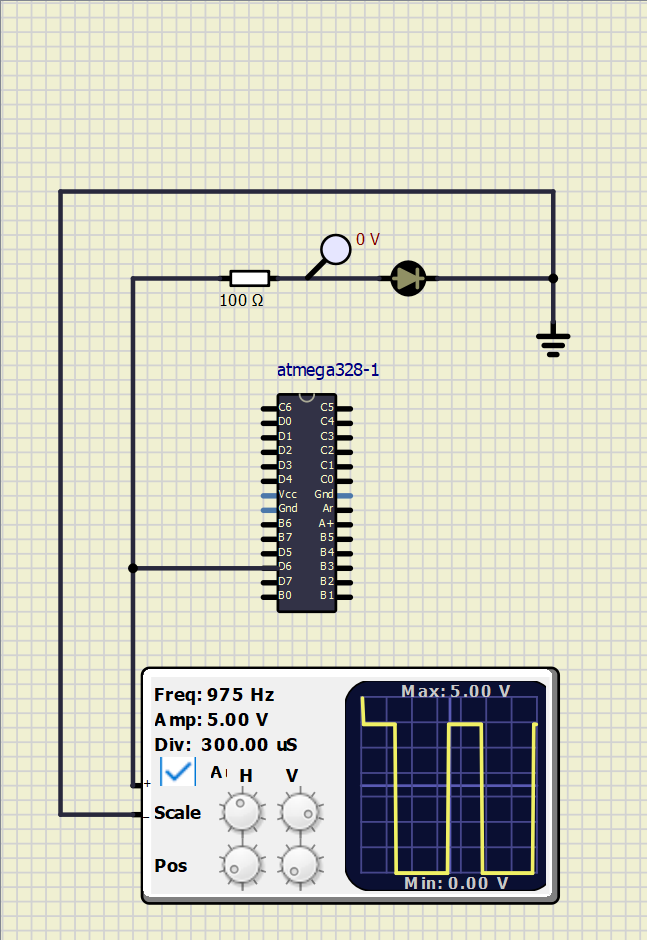 0 V
100 Ω
atmega328-1
C6 C5
D0 C4
D1 C3
D2 C2
D3 C1
D4 C0
Vcc Gnd
Gnd Ar
B6 A+
B7 B5
D5 B4
D6 B3
D7 B2
B0 B1
Freq: 975 Hz
Amp: 5.00 V
Div: 300.00 uS
H V
+
Scale
-
Pos
Max: 5.00 V
Min: 0.00 V